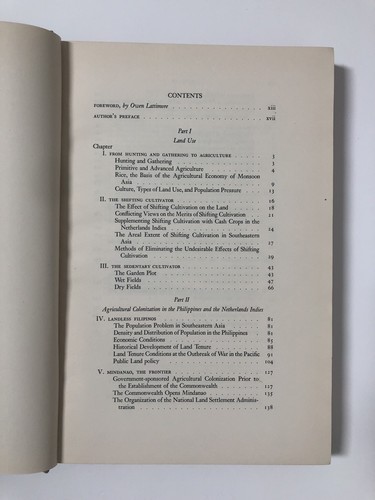 CONTENTS
FOREWORD, by Owen Lattimore xiii
AUTHOR'S PREFACE xvii
Part I
Land Use
Chapter
I. FROM HUNTING AND GATHERING TO AGRICULTURE 3
Hunting and Gathering 3
Primitive and Advanced Agriculture 4
Rice, the Basis of the Agricultural Economy of Monsoon
Asia 9
Culture, Types of Land Use, and Population Pressure 13
II. THE SHIFTING CULTIVATOR 16
The Effect of Shifting Cultivation on the Land 18
Conflicting Views on the Merits of Shifting Cultivation 21
Supplementing Shifting Cultivation with Cash Crops in the
Netherlands Indies 24
The Areal Extent of Shifting Cultivation in Southeastern
Asia 27
Methods of Eliminating the Undesirable Effects of Shifting
Cultivation 29
III. THE SEDENTARY CULTIVATOR 43
The Garden Plot 43
Wet Fields 47
Dry Fields 66
Part II
Agricultural Colonization in the Philippines and the Netherlands Indies
IV. LANDLESS FILIPINOS 81
The Population Problem in Southeastern Asia 81
Density and Distribution of Population in the Philippines 82
Economic Conditions 85
Historical Development of Land Tenure 88
Land Tenure Conditions at the Outbreak of War in the Pacific 91
Public Land policy 104
V. MINDANAO, THE FRONTIER 127
Government-sponsored Agricultural Colonization Prior to
the Establishment of the Commonwealth 127
The Commonwealth Opens Mindanao 135
The Organization of the National Land Settlement Adminis-
tration 138